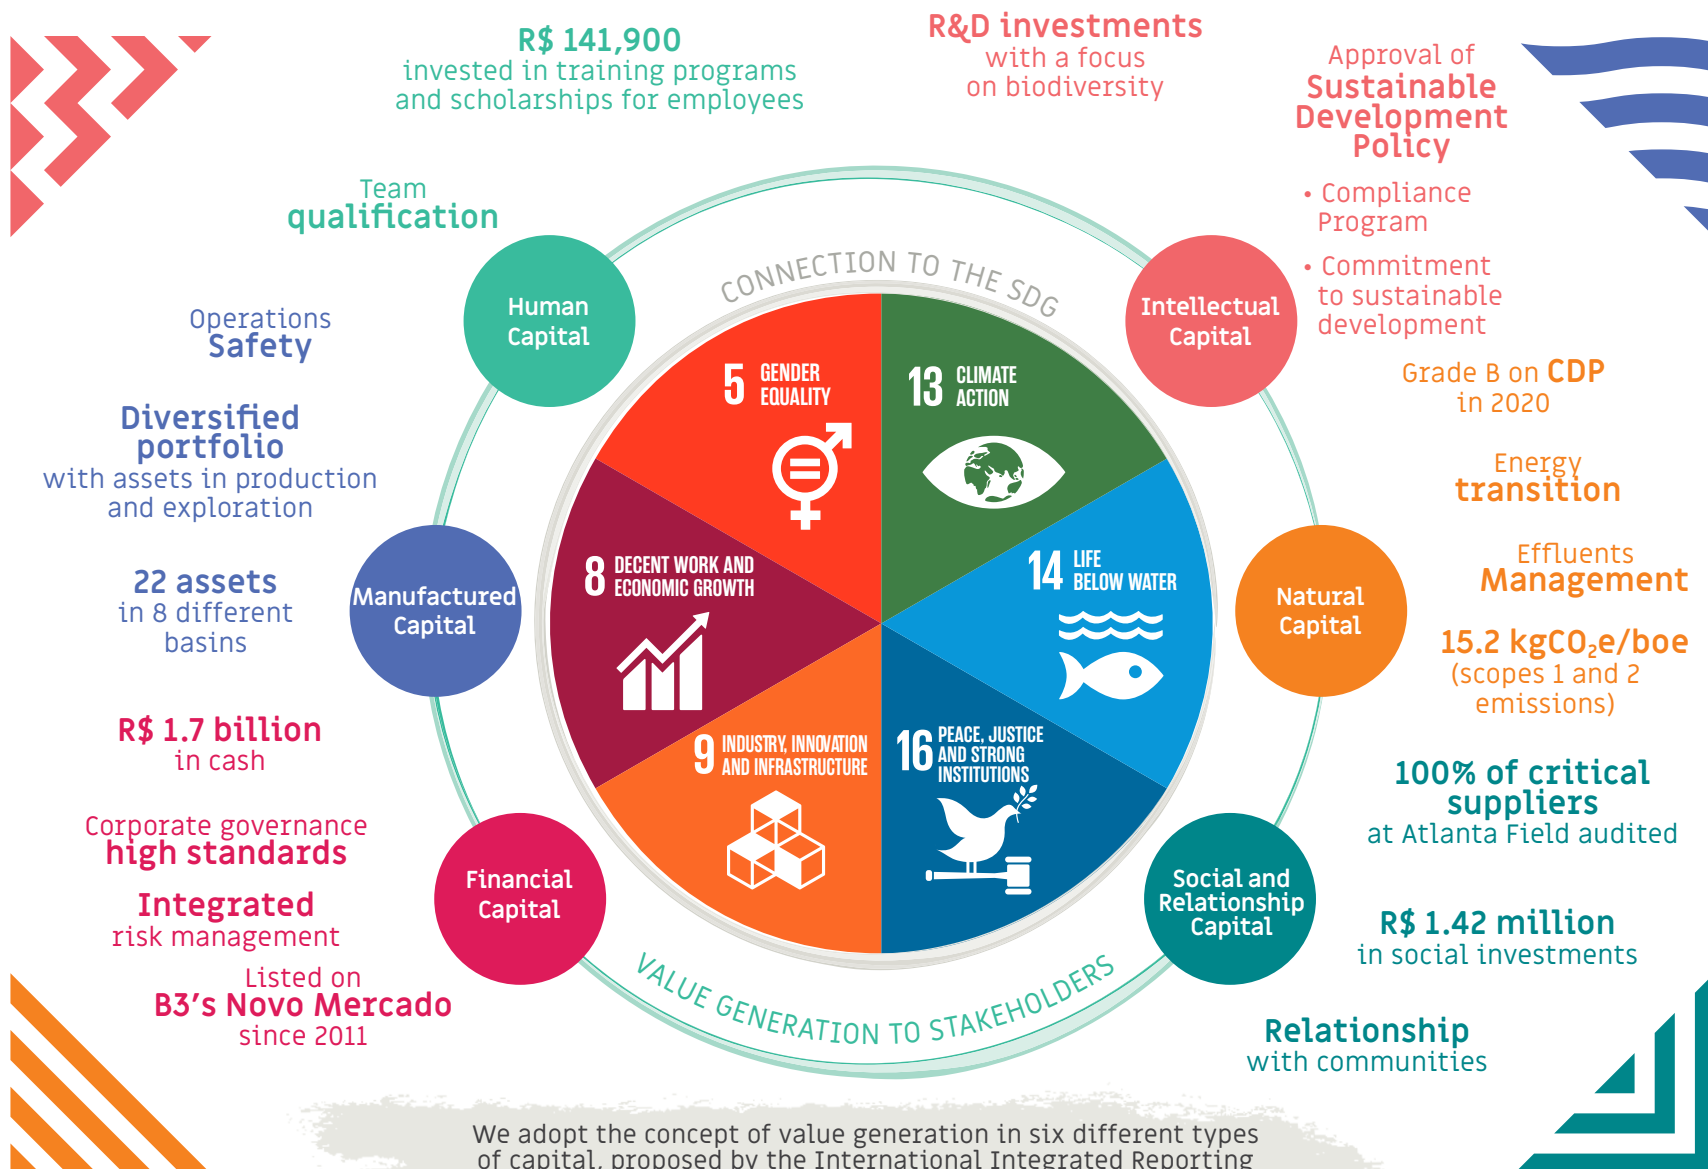 R$ 141,900
invested in training programs
and scholarships for employees
R&D investments
with a focus
on biodiversity
Approval of
Sustainable
Development
Policy
• Compliance
Program
• Commitment
to sustainable
development
Team
qualification
Human
Capital
Intellectual
Capital
CONNECTION TO THE SDG
Operations
Safety
Diversified
portfolio
with assets in production
and exploration
22 assets
in 8 different
basins
Manufactured
Capital
Grade B on CDP
in 2020
Energy
transition
Effluents
Management
15.2 kgCO₂e/boe
(scopes 1 and 2
emissions)
Natural
Capital
5 GENDER
EQUALITY
13 CLIMATE
ACTION
8 DECENT WORK AND
ECONOMIC GROWTH
14 LIFE
BELOW WATER
9 INDUSTRY, INNOVATION
AND INFRASTRUCTURE
16 PEACE, JUSTICE
AND STRONG
INSTITUTIONS
R$ 1.7 billion
in cash
Corporate governance
high standards
Integrated
risk management
Listed on
B3's Novo Mercado
since 2011
Financial
Capital
100% of critical
suppliers
at Atlanta Field audited
R$ 1.42 million
in social investments
Relationship
with communities
Social and
Relationship
Capital
VALUE GENERATION TO STAKEHOLDERS
We adopt the concept of value generation in six different types
of capital, proposed by the International Integrated Reporting